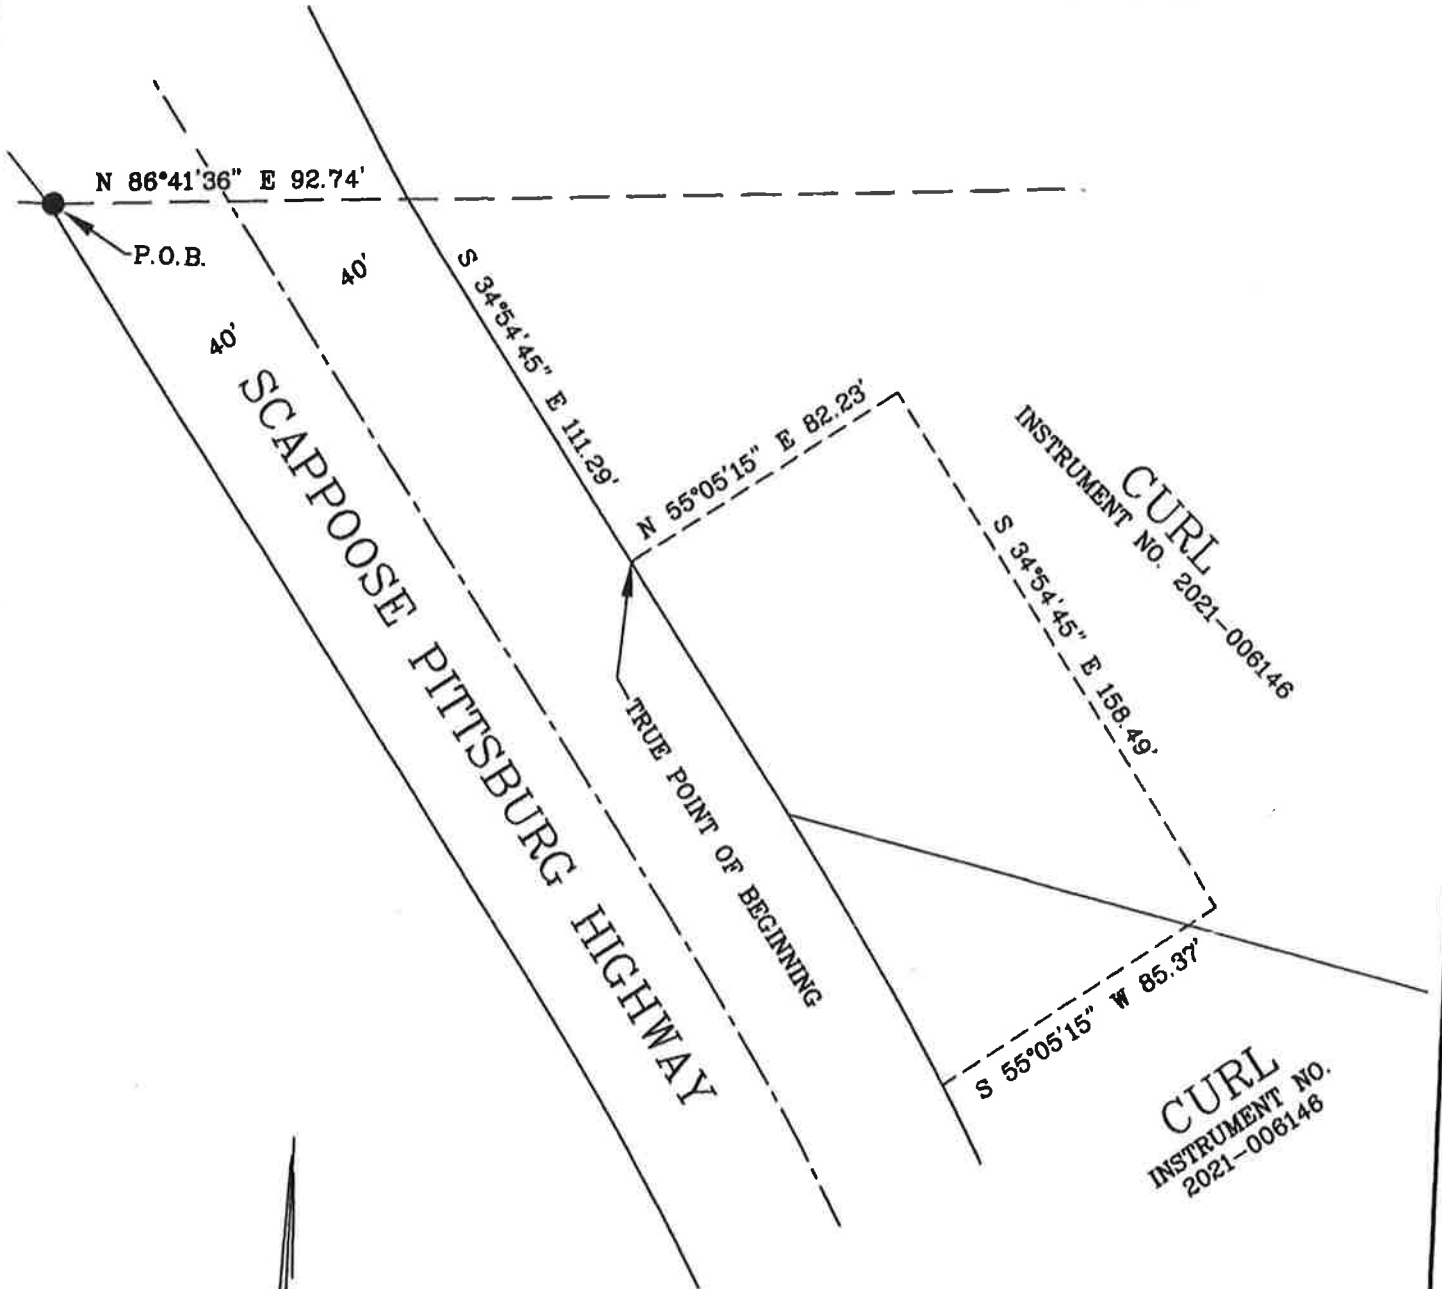 N 86°41'36" E 92.74'
P.O.B.
40'
40'
S 34°54'45" E 111.29'
SCAPPOOSE PITTSBURG HIGHWAY
N 55°05'15" E 82.23'
CURL
INSTRUMENT NO. 2021-006146
S 34°54'45" E 158.49'
TRUE POINT OF BEGINNING
S 55°05'15" W 85.37'
CURL
INSTRUMENT NO.
2021-006146